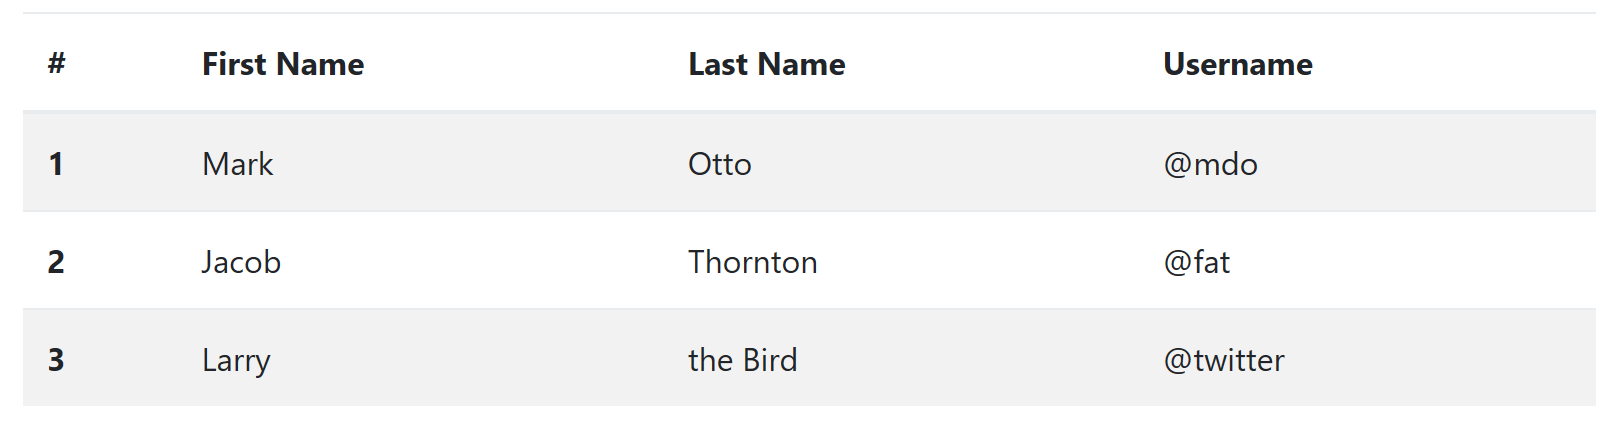 # First Name Last Name Username
1 Mark Otto @mdo
2 Jacob Thornton @fat
3 Larry the Bird @twitter